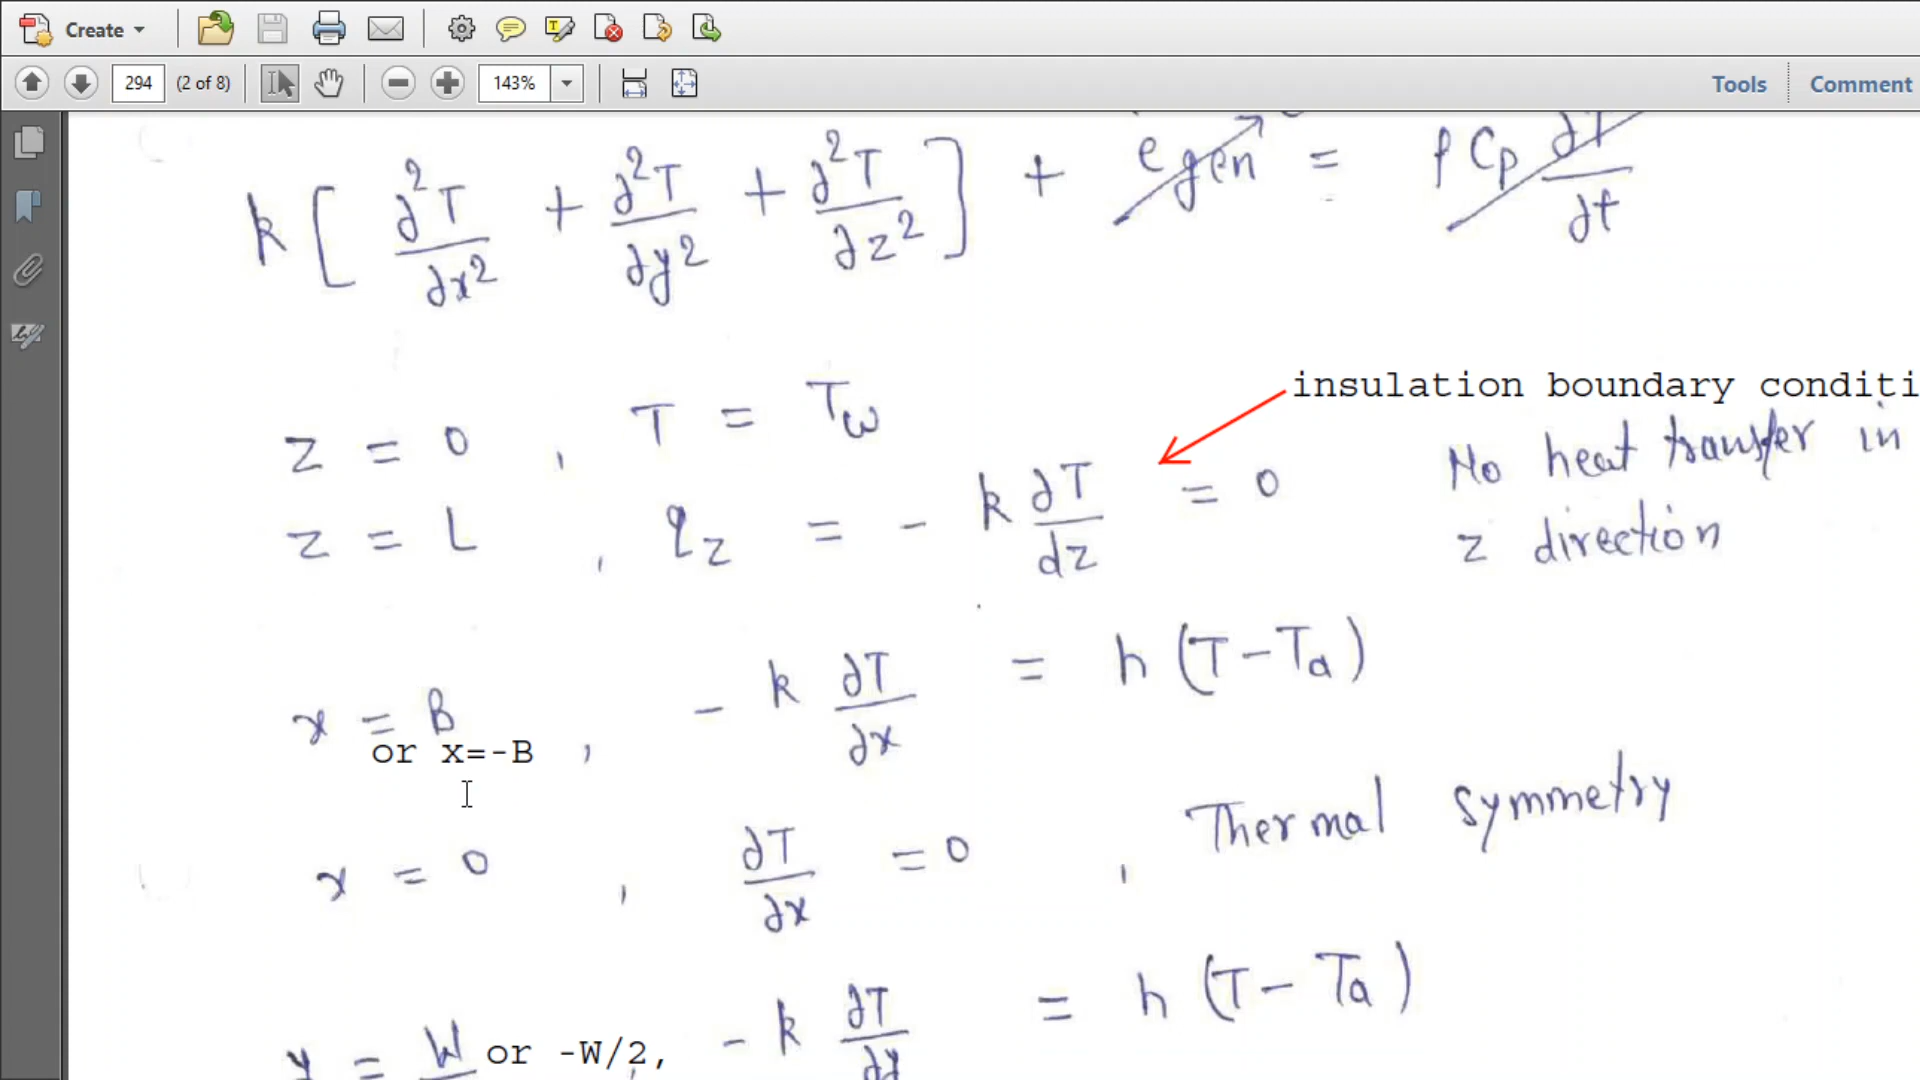 Create
294 (2 of 8) 143% Tools Comment
k [ ∂²T/∂x² + ∂²T/∂y² + ∂²T/∂z² ] + e gen = ρ Cp ∂T/∂t
insulation boundary conditi
z = 0 , T = Tw
No heat transfer in
z = L , qz = - k ∂T/dz = 0
z direction
x = B , - k ∂T/∂x = h (T - Ta)
or x=-B
x = 0 , ∂T/∂x = 0 , Thermal symmetry
y = W or -W/2, - k ∂T/∂y = h (T - Ta)